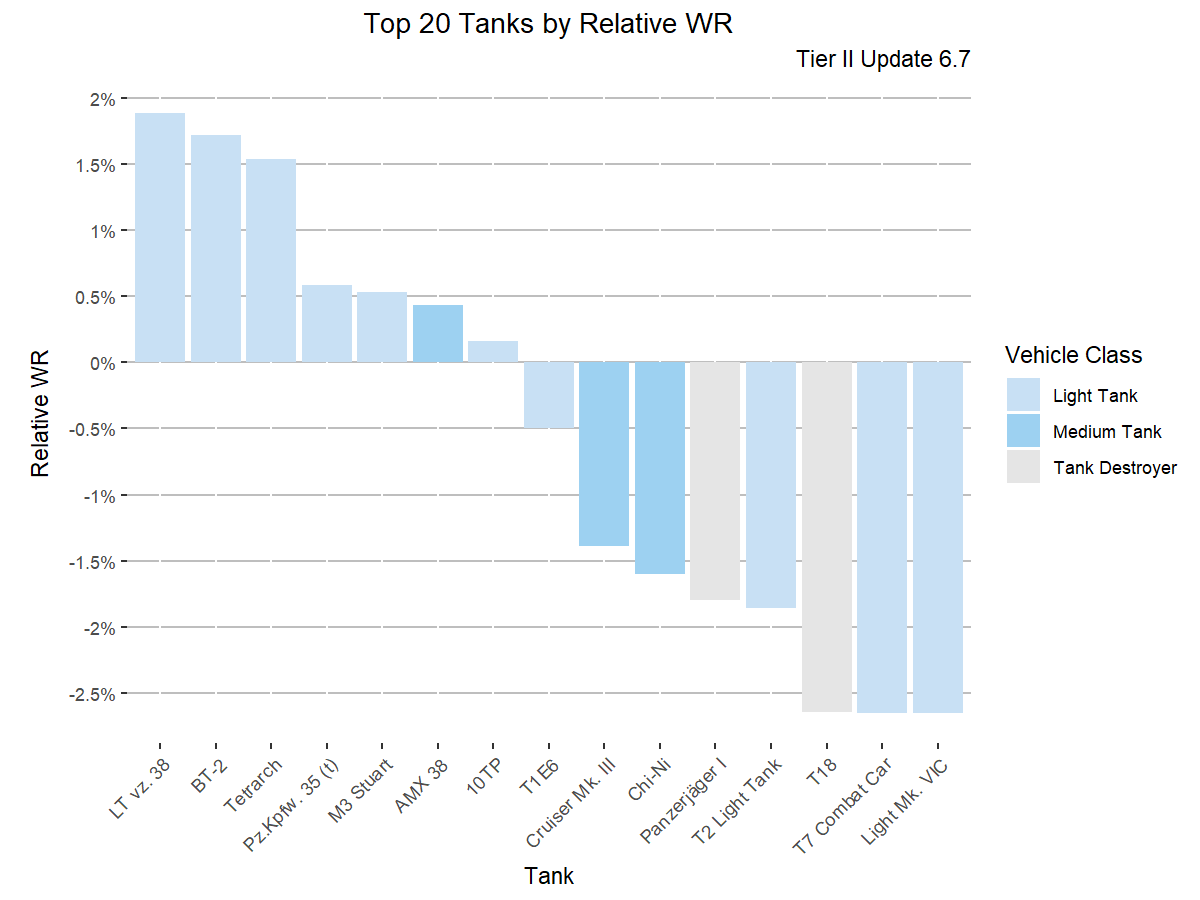 Top 20 Tanks by Relative WR
Tier II Update 6.7
2%
1.5%
1%
0.5%
0%
-0.5%
-1%
-1.5%
-2%
-2.5%
Relative WR
LT vz. 38
BT-2
Tetrarch
Pz.Kpfw. 35 (t)
M3 Stuart
AMX 38
10TP
T1E6
Cruiser Mk. III
Chi-Ni
Panzerjäger I
T2 Light Tank
T18
T7 Combat Car
Light Mk. VIC
Tank
Vehicle Class
Light Tank
Medium Tank
Tank Destroyer